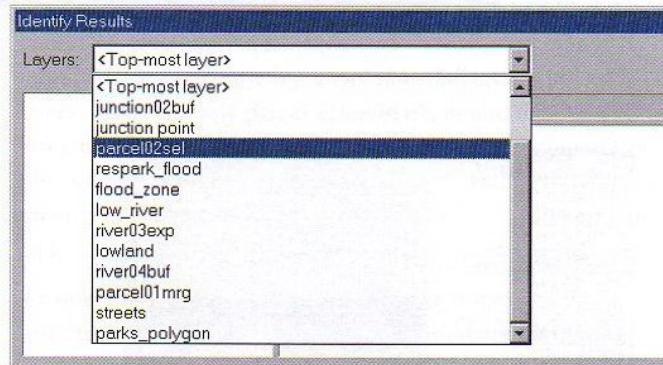 Identify Results
Layers: <Top-most layer>
<Top-most layer>
junction02buf
junction point
parcel02sel
respark_flood
flood_zone
low_river
river03exp
lowland
river04buf
parcel01mrg
streets
parks_polygon